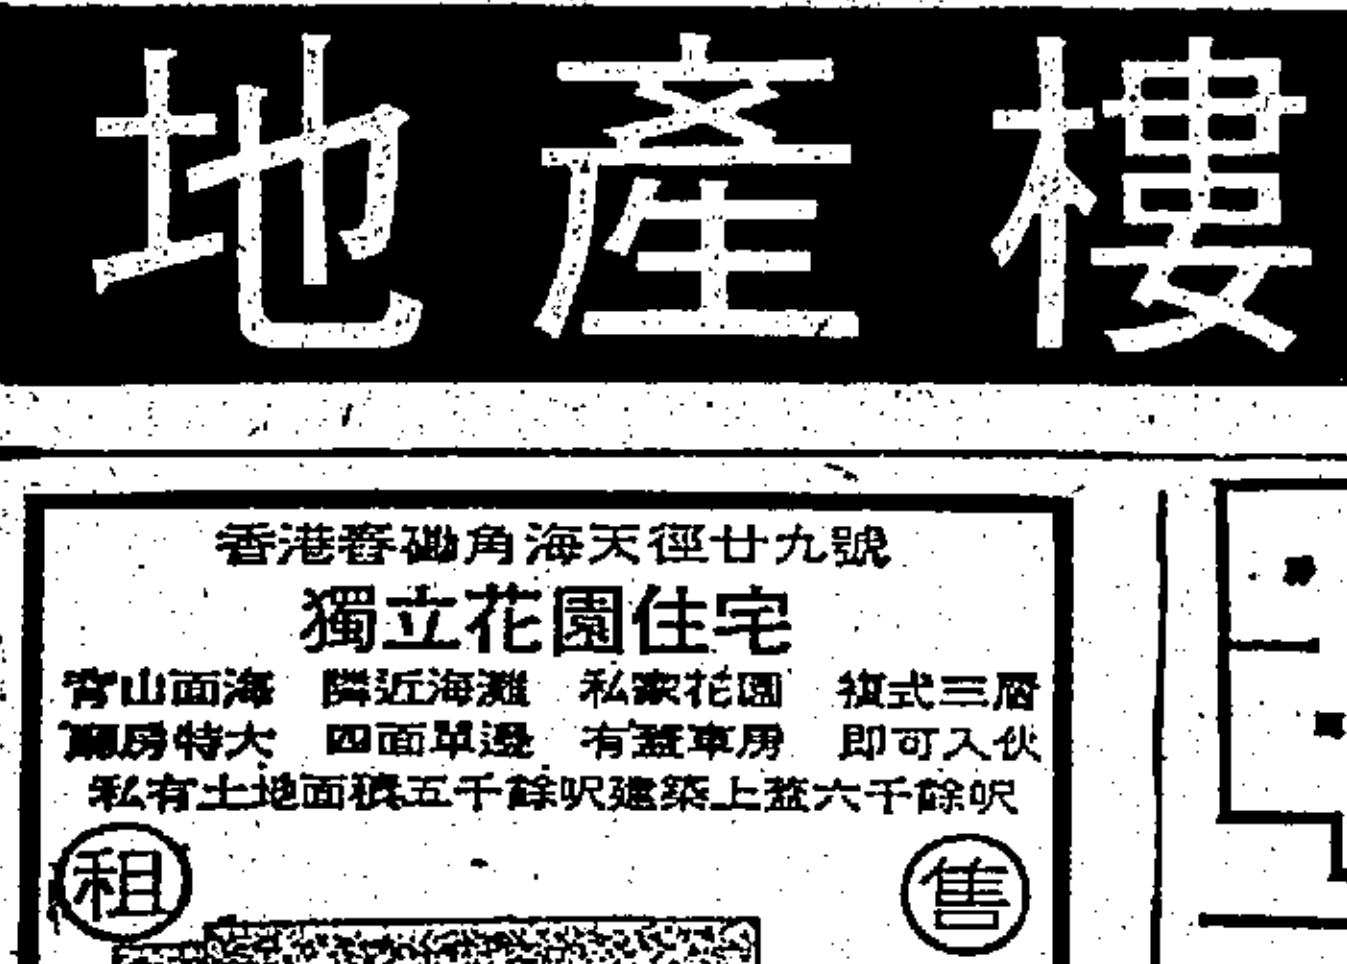 地產樓
香港舂磡角海天徑廿九號
獨立花園住宅
背山面海 隣近海灘 私家花園 複式三層
廳房特大 四面單邊 有蓋車房 即可入伙
私有土地面積五千餘呎建築上蓋六千餘呎
租 售